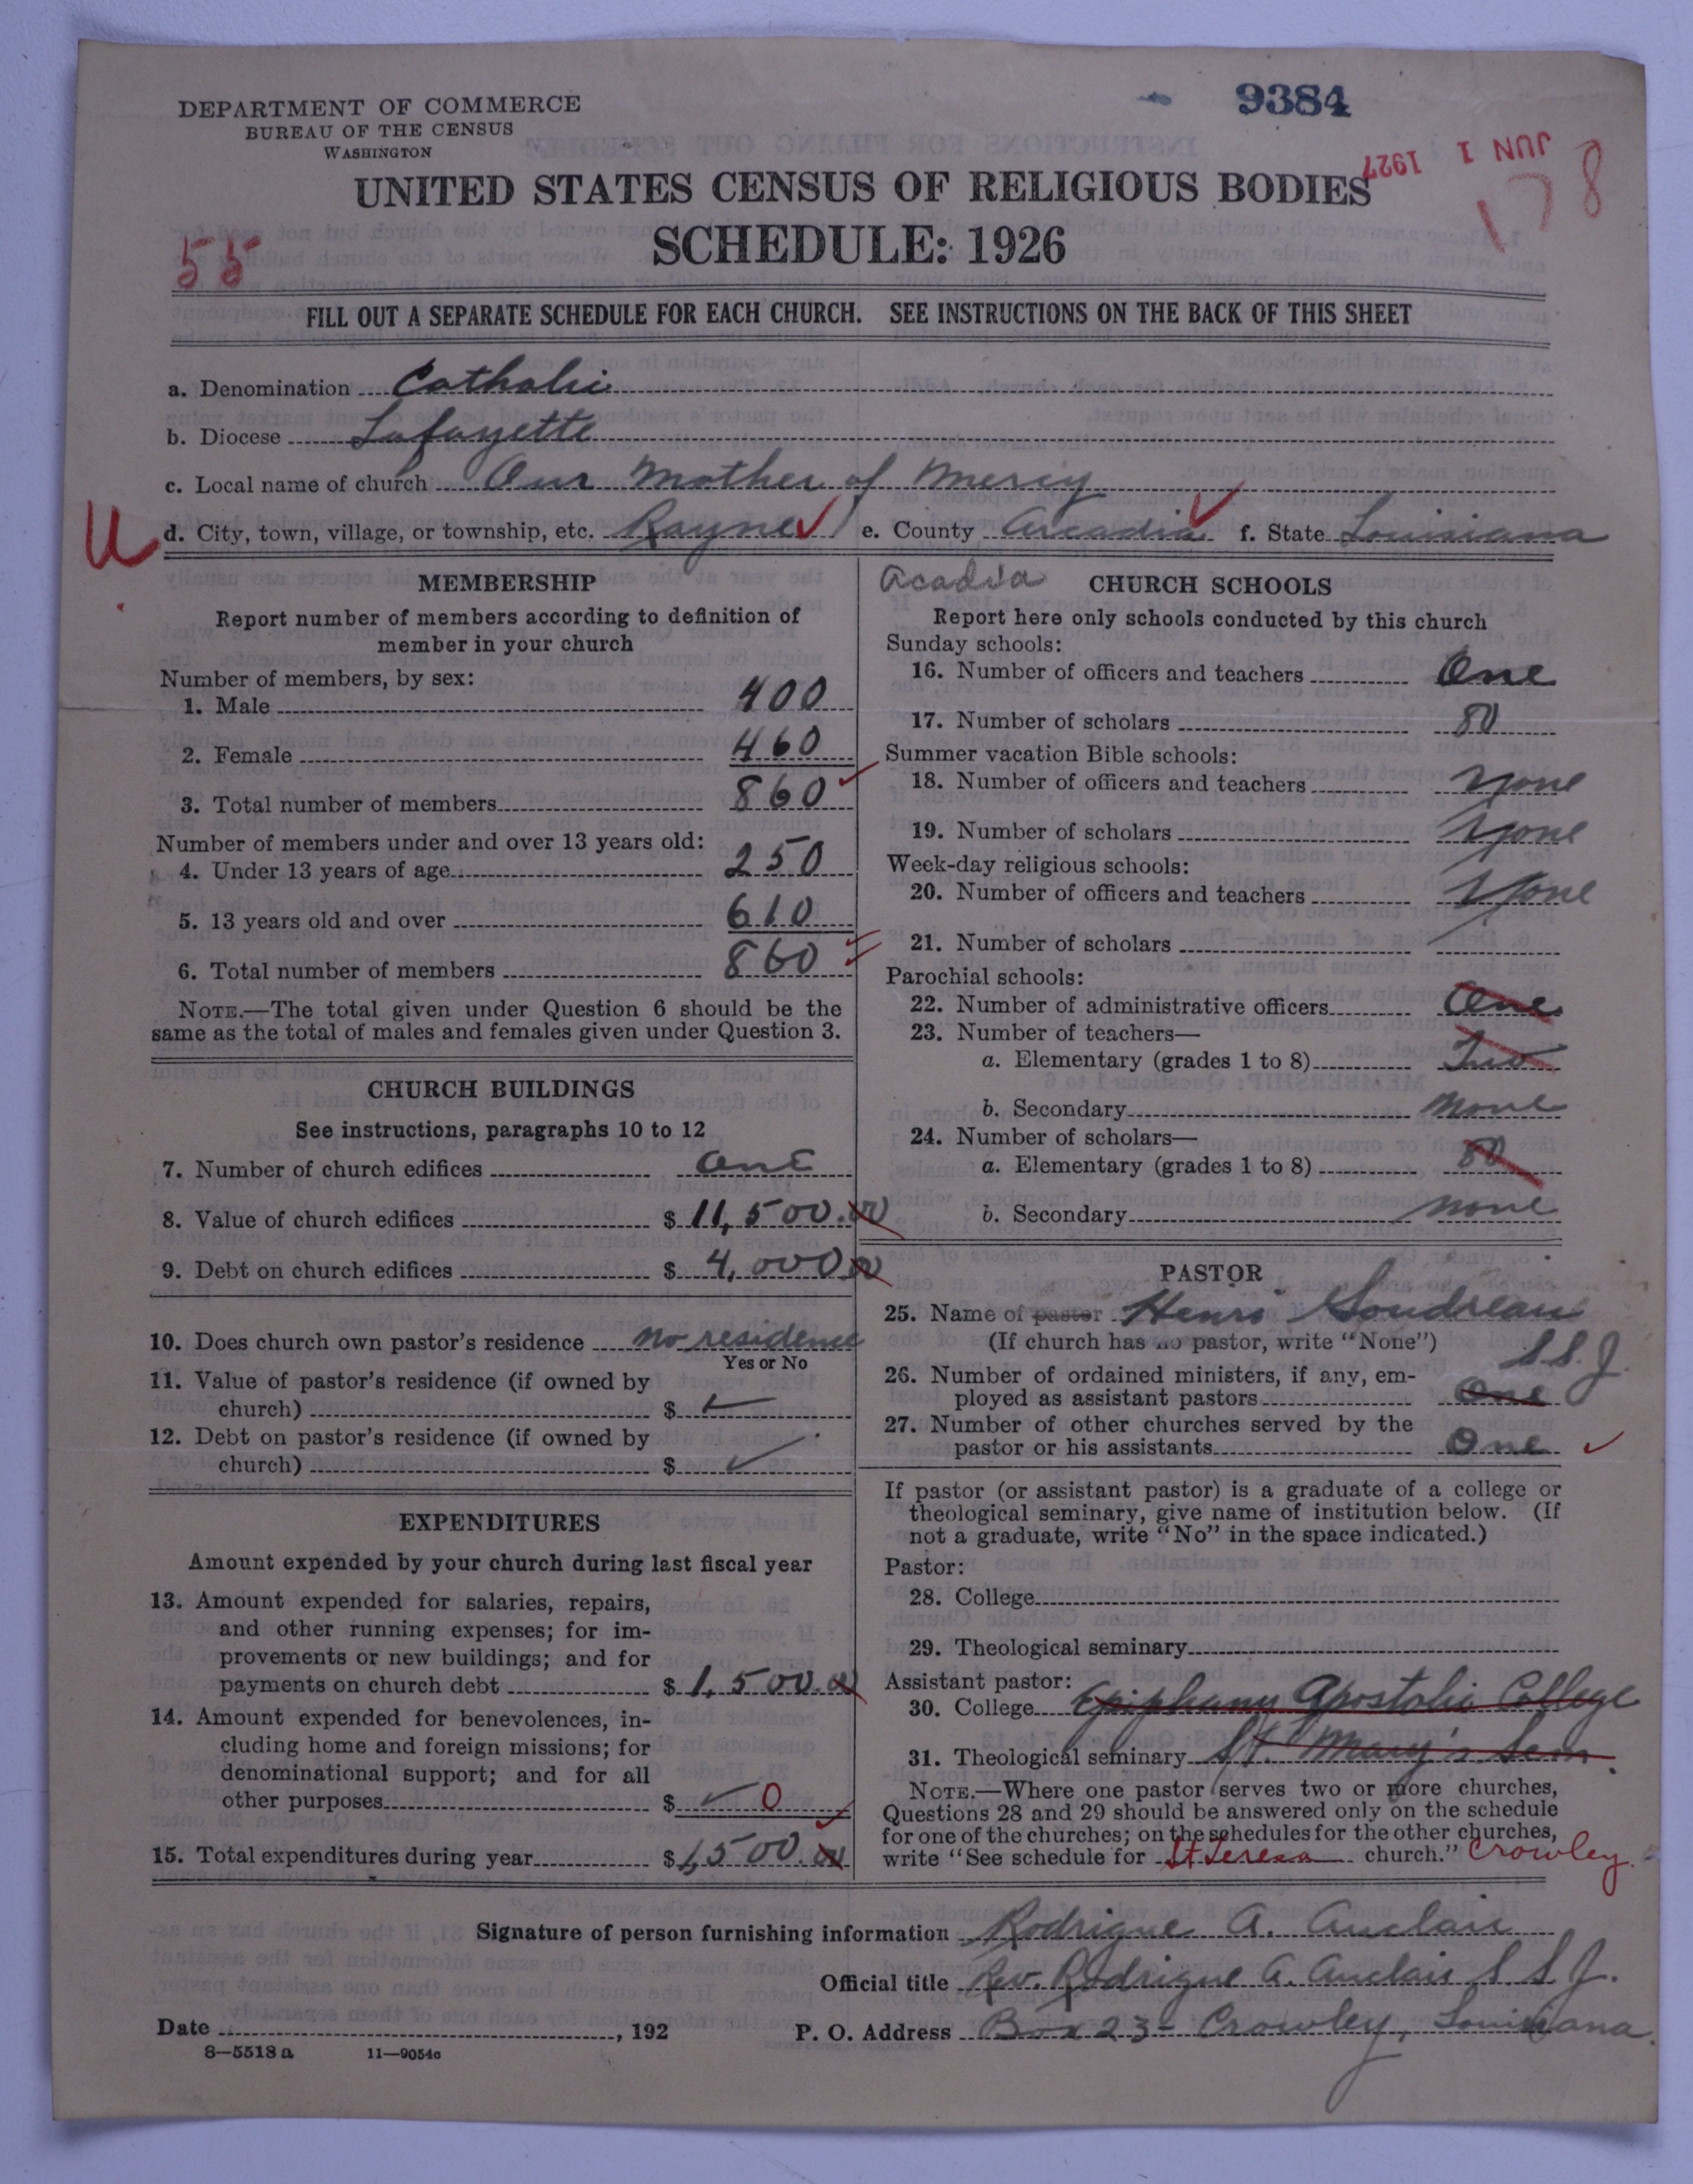 DEPARTMENT OF COMMERCE
BUREAU OF THE CENSUS
WASHINGTON
9384
JUN 1 1927
UNITED STATES CENSUS OF RELIGIOUS BODIES
SCHEDULE: 1926
55
FILL OUT A SEPARATE SCHEDULE FOR EACH CHURCH. SEE INSTRUCTIONS ON THE BACK OF THIS SHEET
a. Denomination Catholic
b. Diocese Lafayette
c. Local name of church Our Mother of Mercy
U d. City, town, village, or township, etc. Rayne e. County Arcadia f. State Louisiana
Acadia
MEMBERSHIP
Report number of members according to definition of
member in your church
Number of members, by sex:
1. Male 400
2. Female 460
3. Total number of members 860
Number of members under and over 13 years old:
4. Under 13 years of age 250
5. 13 years old and over 610
6. Total number of members 860
NOTE.—The total given under Question 6 should be the
same as the total of males and females given under Question 3.
CHURCH BUILDINGS
See instructions, paragraphs 10 to 12
7. Number of church edifices one
8. Value of church edifices $ 11,500.00
9. Debt on church edifices $ 4,000.00
10. Does church own pastor's residence no residence
Yes or No
11. Value of pastor's residence (if owned by
church) $
12. Debt on pastor's residence (if owned by
church) $
EXPENDITURES
Amount expended by your church during last fiscal year
13. Amount expended for salaries, repairs,
and other running expenses; for im-
provements or new buildings; and for
payments on church debt $ 1,500.00
14. Amount expended for benevolences, in-
cluding home and foreign missions; for
denominational support; and for all
other purposes $ 0
15. Total expenditures during year $ 1,500.00
CHURCH SCHOOLS
Report here only schools conducted by this church
Sunday schools:
16. Number of officers and teachers One
17. Number of scholars 80
Summer vacation Bible schools:
18. Number of officers and teachers None
19. Number of scholars None
Week-day religious schools:
20. Number of officers and teachers None
21. Number of scholars
Parochial schools:
22. Number of administrative officers One
23. Number of teachers—
a. Elementary (grades 1 to 8) Two
b. Secondary None
24. Number of scholars—
a. Elementary (grades 1 to 8) 80
b. Secondary none
PASTOR
25. Name of pastor Henri Soudreau
S.S.J.
(If church has no pastor, write "None")
26. Number of ordained ministers, if any, em-
ployed as assistant pastors One
27. Number of other churches served by the
pastor or his assistants One
If pastor (or assistant pastor) is a graduate of a college or
theological seminary, give name of institution below. (If
not a graduate, write "No" in the space indicated.)
Pastor:
28. College
29. Theological seminary
Assistant pastor:
30. College Epiphany Apostolic College
31. Theological seminary St. Mary's Sem.
NOTE.—Where one pastor serves two or more churches,
Questions 28 and 29 should be answered only on the schedule
for one of the churches; on the schedules for the other churches,
write "See schedule for St Teresa church." Crowley.
Signature of person furnishing information Rodrigue A. Auclair
Official title Rev. Rodrigue A. Auclair S.S.J.
Date , 192
P. O. Address Box 23 - Crowley, Louisiana.
8—5518 a 11—9054c